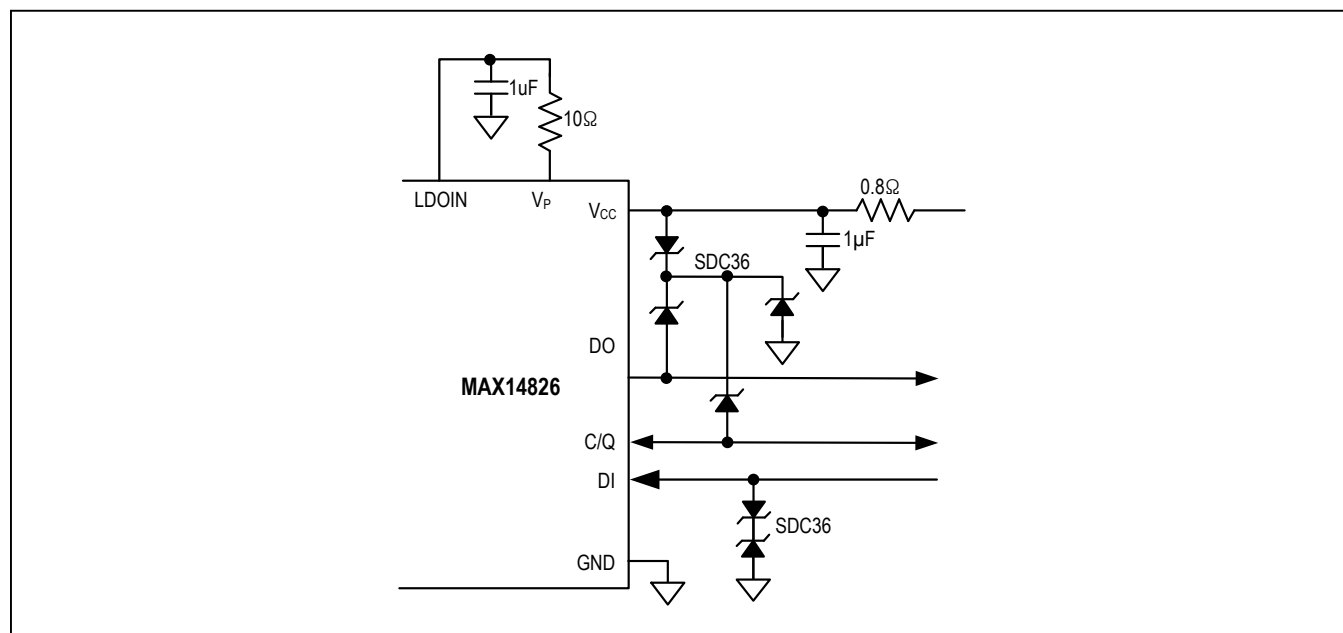 1uF
10Ω
LDOIN
VP
VCC
0.8Ω
1µF
SDC36
DO
MAX14826
C/Q
DI
SDC36
GND